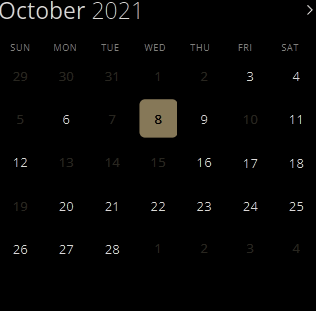 October 2021
SUN MON TUE WED THU FRI SAT
29 30 31 1 2 3 4
5 6 7 8 9 10 11
12 13 14 15 16 17 18
19 20 21 22 23 24 25
26 27 28 1 2 3 4